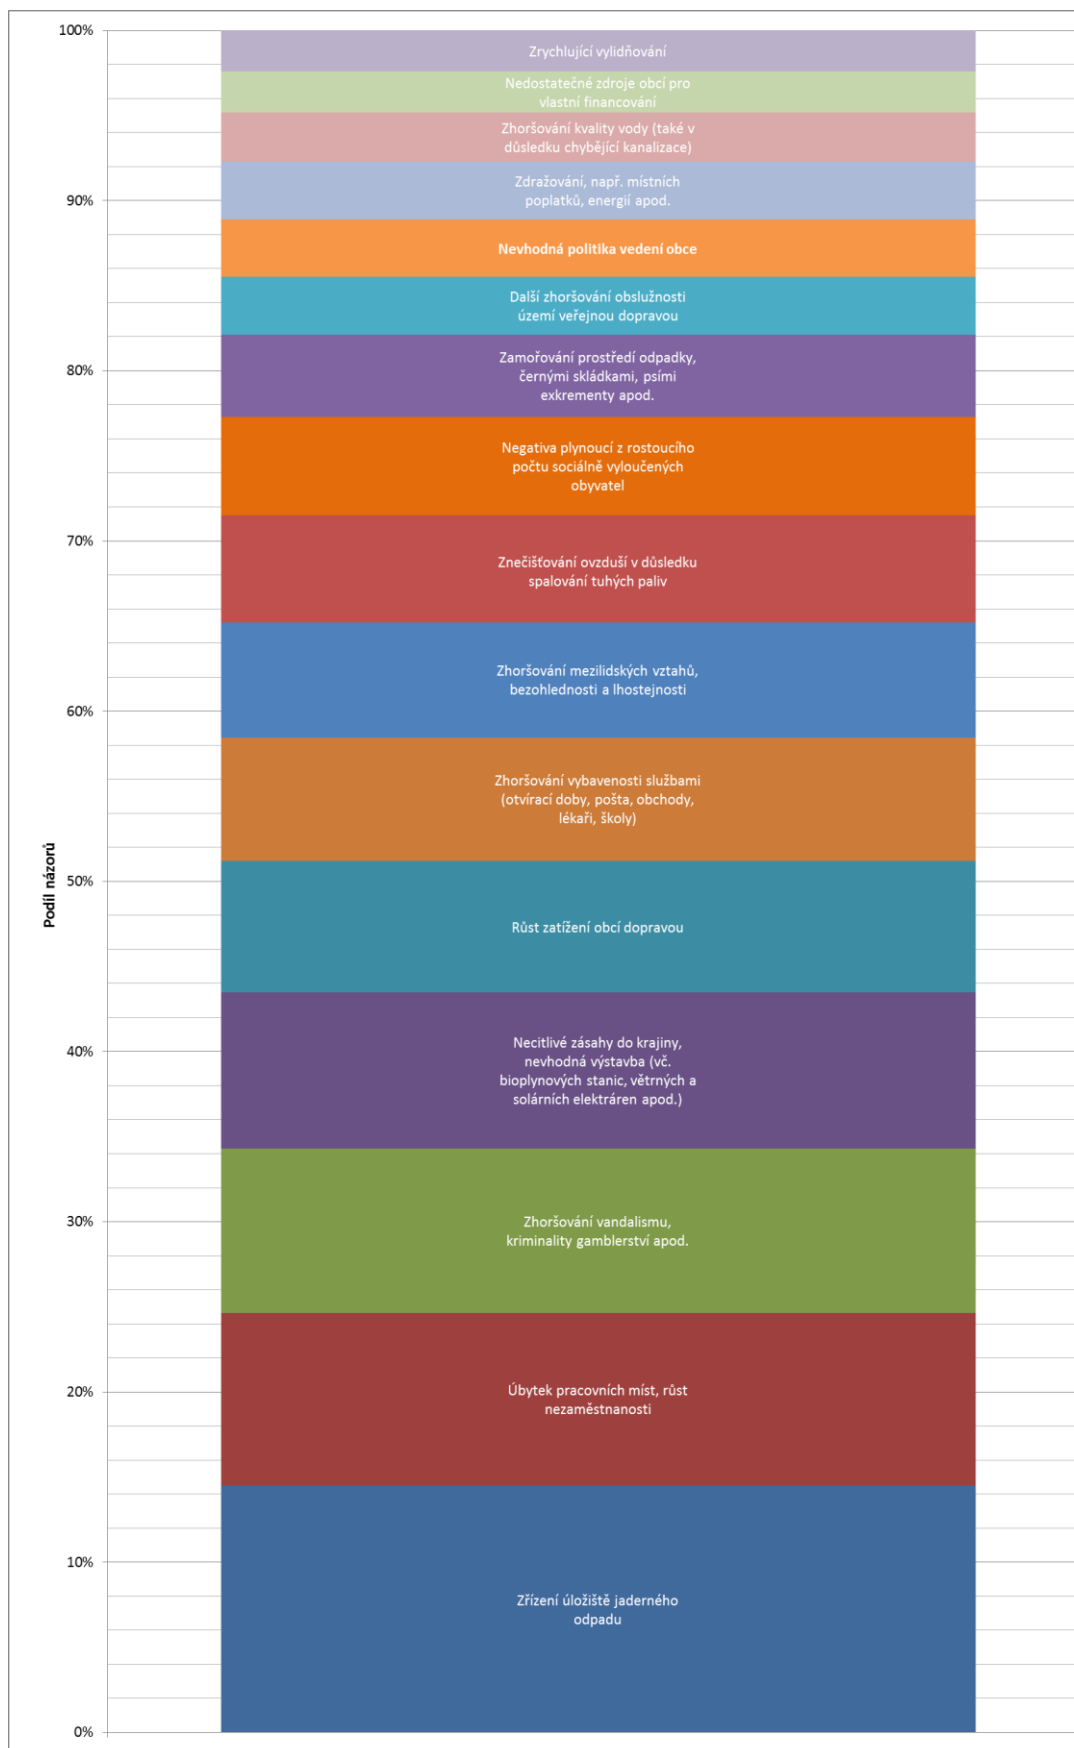 100%
Zrychlující vylidňování
Nedostatečné zdroje obcí pro
vlastní financování
Zhoršování kvality vody (také v
důsledku chybějící kanalizace)
Zdražování, např. místních
poplatků, energií apod.
90%
Nevhodná politika vedení obce
Další zhoršování obslužnosti
území veřejnou dopravou
Zamořování prostředí odpadky,
černými skládkami, psími
exkrementy apod.
80%
Negativa plynoucí z rostoucího
počtu sociálně vyloučených
obyvatel
70%
Znečišťování ovzduší v důsledku
spalování tuhých paliv
Zhoršování mezilidských vztahů,
bezohlednosti a lhostejnosti
60%
Zhoršování vybavenosti službami
(otvírací doby, pošta, obchody,
lékaři, školy)
Podíl názorů
50%
Růst zatížení obcí dopravou
Necitlivé zásahy do krajiny,
nevhodná výstavba (vč.
bioplynových stanic, větrných a
solárních elektráren apod.)
40%
30%
Zhoršování vandalismu,
kriminality gamblerství apod.
20%
Úbytek pracovních míst, růst
nezaměstnanosti
10%
Zřízení úložiště jaderného
odpadu
0%